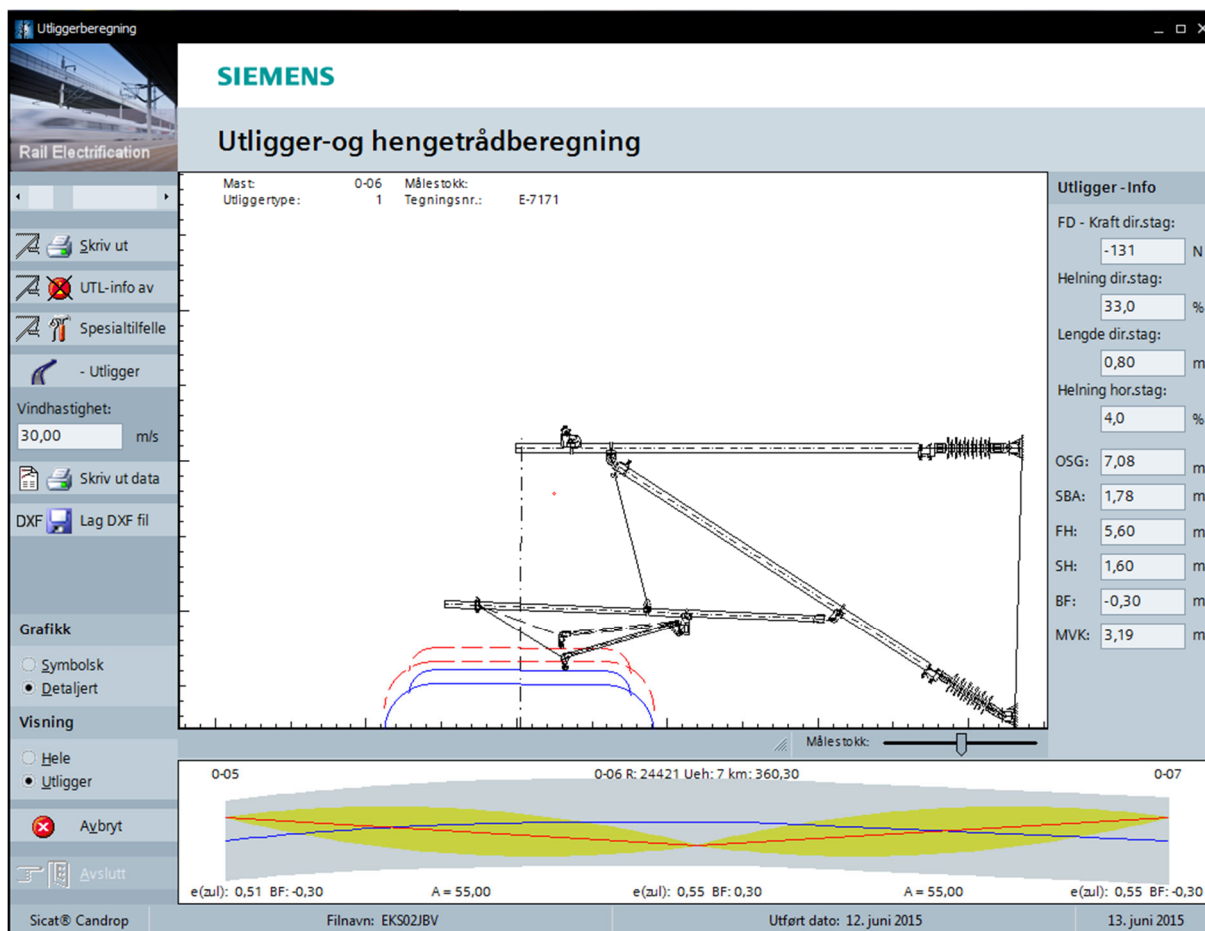 Utliggerberegning
SIEMENS
Rail Electrification
Utligger-og hengetrådberegning
Mast: 0-06 Målestokk:
Utliggertype: 1 Tegningsnr.: E-7171
Skriv ut
UTL-info av
Spesialtilfelle
- Utligger
Vindhastighet:
30,00 m/s
Skriv ut data
DXF Lag DXF fil
Grafikk
Symbolsk
Detaljert
Visning
Hele
Utligger
Avbryt
Avslutt
Utligger - Info
FD - Kraft dir.stag:
-131 N
Helning dir.stag:
33,0 %
Lengde dir.stag:
0,80 m
Helning hor.stag:
4,0 %
OSG: 7,08 m
SBA: 1,78 m
FH: 5,60 m
SH: 1,60 m
BF: -0,30 m
MVK: 3,19 m
Målestokk:
0-05 0-06 R: 24421 Ueh: 7 km: 360,30 0-07
e(zul): 0,51 BF: -0,30 A = 55,00 e(zul): 0,55 BF: 0,30 A = 55,00 e(zul): 0,55 BF: -0,30
Sicat® Candrop Filnavn: EKS02JBV Utført dato: 12. juni 2015 13. juni 2015